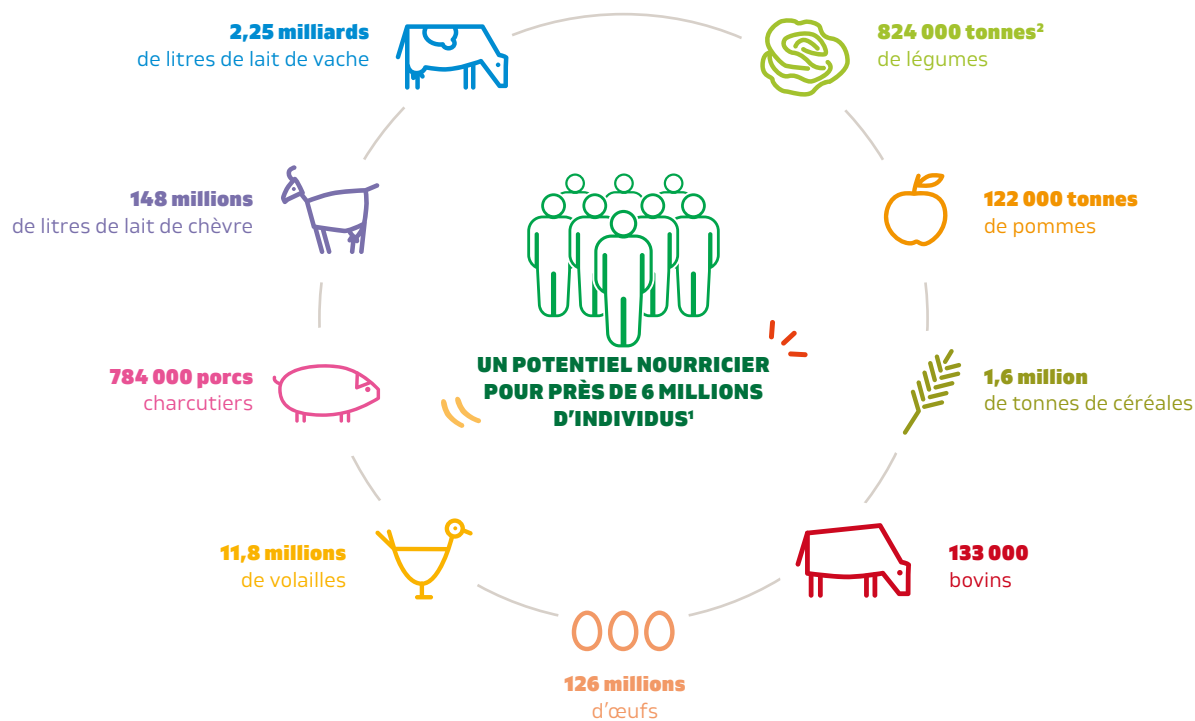 2,25 milliards
de litres de lait de vache
824 000 tonnes²
de légumes
148 millions
de litres de lait de chèvre
122 000 tonnes
de pommes
UN POTENTIEL NOURRICIER
POUR PRÈS DE 6 MILLIONS
D'INDIVIDUS¹
784 000 porcs
charcutiers
1,6 million
de tonnes de céréales
11,8 millions
de volailles
133 000
bovins
126 millions
d'œufs